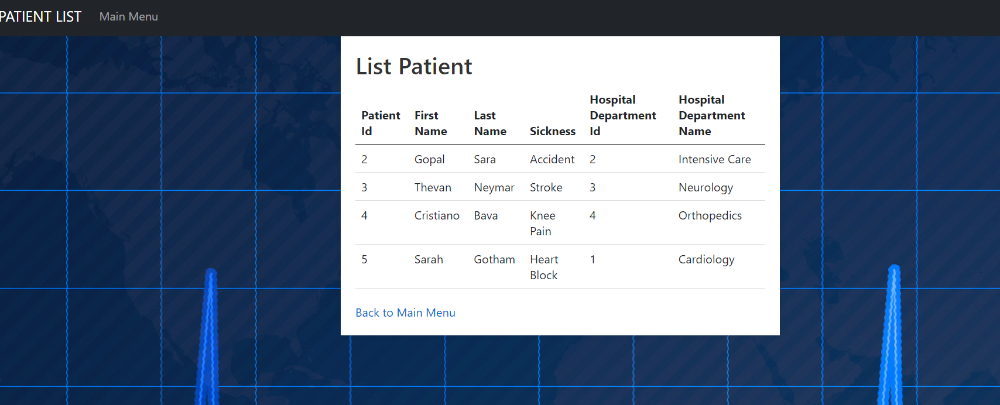 PATIENT LIST Main Menu
List Patient
Patient Id First Name Last Name Sickness Hospital Department Id Hospital Department Name
2 Gopal Sara Accident 2 Intensive Care
3 Thevan Neymar Stroke 3 Neurology
4 Cristiano Bava Knee Pain 4 Orthopedics
5 Sarah Gotham Heart Block 1 Cardiology
Back to Main Menu